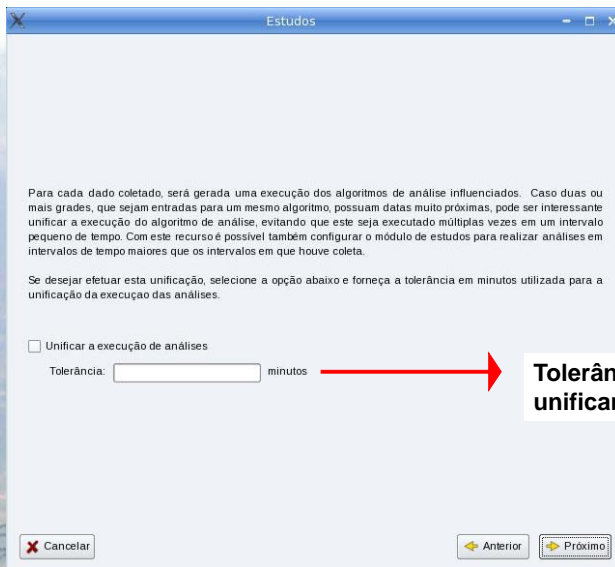 Estudos
Para cada dado coletado, será gerada uma execução dos algoritmos de análise influenciados. Caso duas ou
mais grades, que sejam entradas para um mesmo algoritmo, possuam datas muito próximas, pode ser interessante
unificar a execução do algoritmo de análise, evitando que este seja executado múltiplas vezes em um intervalo
pequeno de tempo. Com este recurso é possível também configurar o módulo de estudos para realizar análises em
intervalos de tempo maiores que os intervalos em que houve coleta.
Se desejar efetuar esta unificação, selecione a opção abaixo e forneça a tolerância em minutos utilizada para a
unificação da execuçao das análises.
Unificar a execução de análises
Tolerância: minutos
Cancelar Anterior Próximo